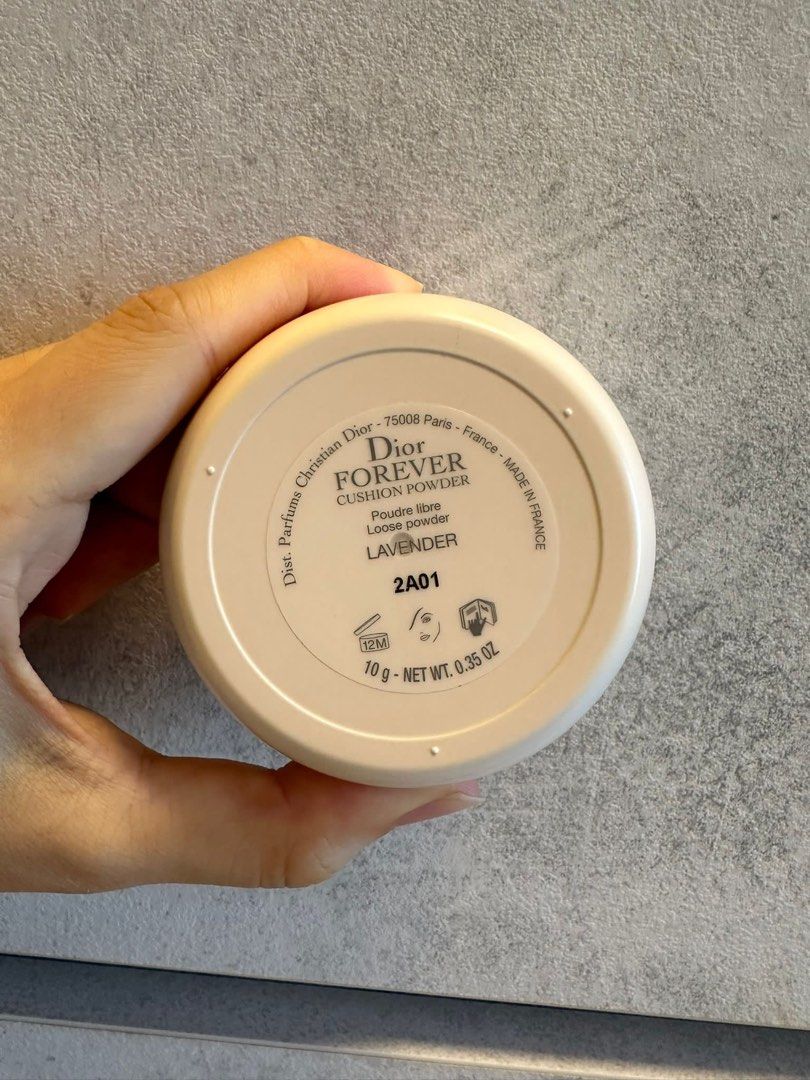 Dist. Parfums Christian Dior - 75008 Paris - France - MADE IN FRANCE
Dior
FOREVER
CUSHION POWDER
Poudre libre
Loose powder
LAVENDER
2A01
12M
10 g - NET WT. 0.35 OZ